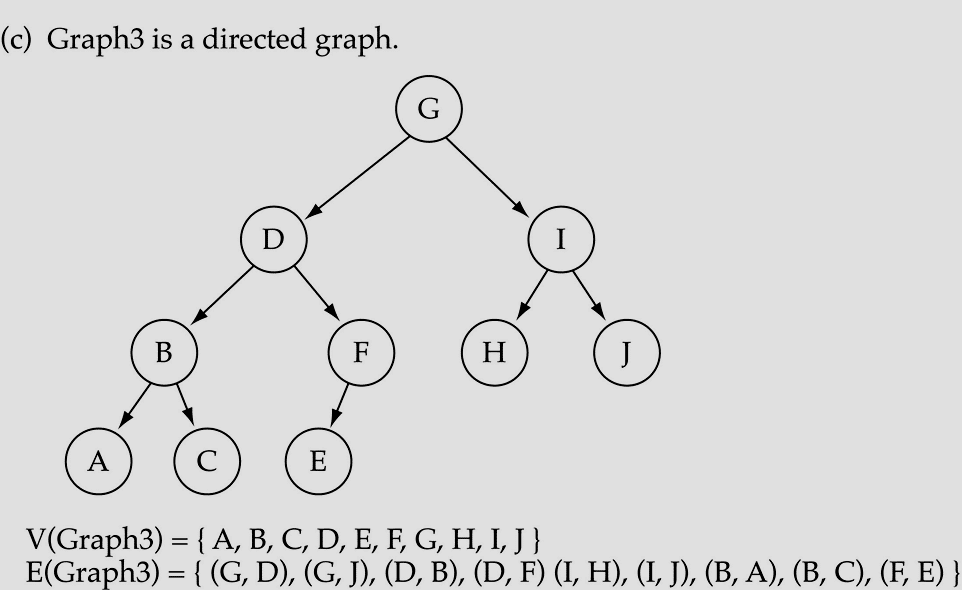 (c) Graph3 is a directed graph.
G
D I
B F H J
A C E
V(Graph3) = { A, B, C, D, E, F, G, H, I, J }
E(Graph3) = { (G, D), (G, J), (D, B), (D, F) (I, H), (I, J), (B, A), (B, C), (F, E) }